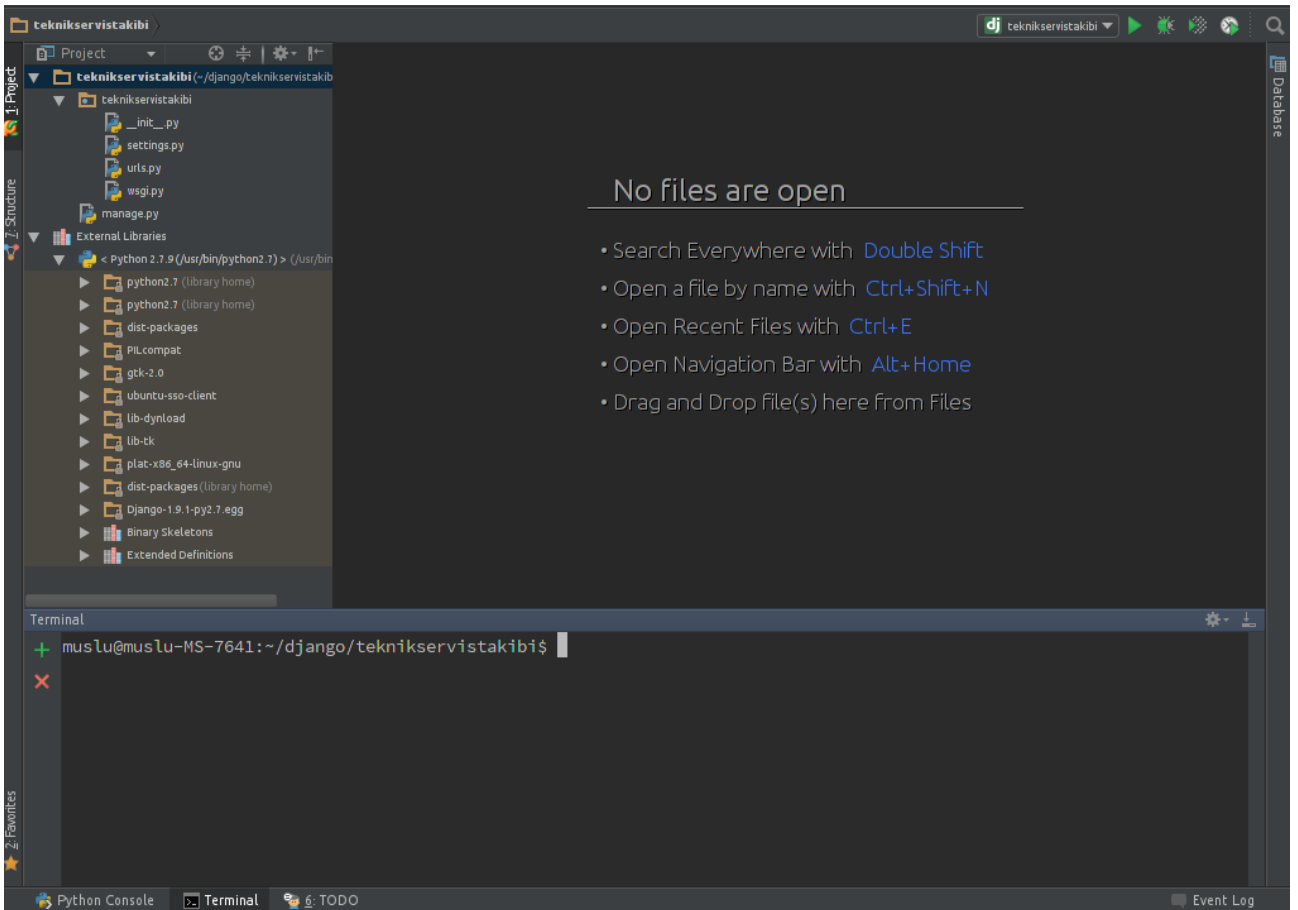 teknikservistakibi
dj teknikservistakibi
Project
1: Project
7: Structure
2: Favorites
teknikservistakibi (~/django/teknikservistakib
teknikservistakibi
__init__.py
settings.py
urls.py
wsgi.py
manage.py
External Libraries
< Python 2.7.9 (/usr/bin/python2.7) > (/usr/bin
python2.7 (library home)
python2.7 (library home)
dist-packages
PILcompat
gtk-2.0
ubuntu-sso-client
lib-dynload
lib-tk
plat-x86_64-linux-gnu
dist-packages (library home)
Django-1.9.1-py2.7.egg
Binary Skeletons
Extended Definitions
No files are open
• Search Everywhere with Double Shift
• Open a file by name with Ctrl+Shift+N
• Open Recent Files with Ctrl+E
• Open Navigation Bar with Alt+Home
• Drag and Drop file(s) here from Files
Database
Terminal
muslu@muslu-MS-7641:~/django/teknikservistakibi$
Python Console
Terminal
6: TODO
Event Log